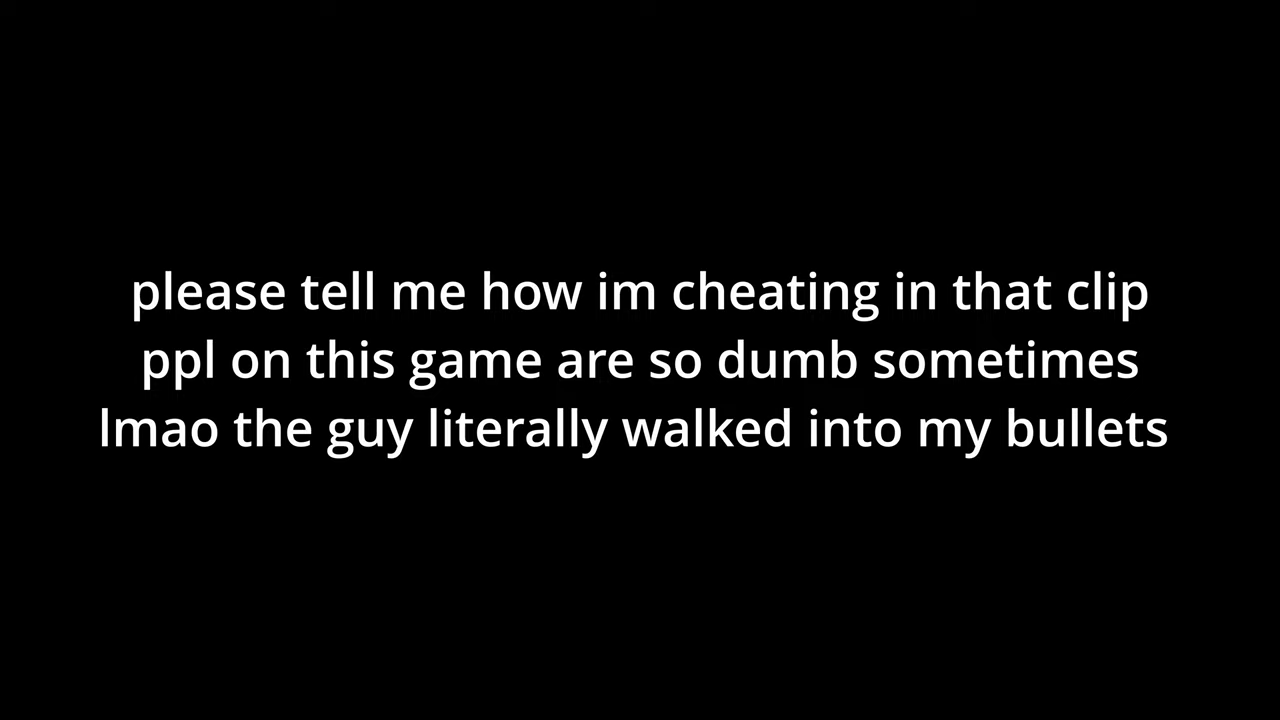 please tell me how im cheating in that clip
ppl on this game are so dumb sometimes
lmao the guy literally walked into my bullets